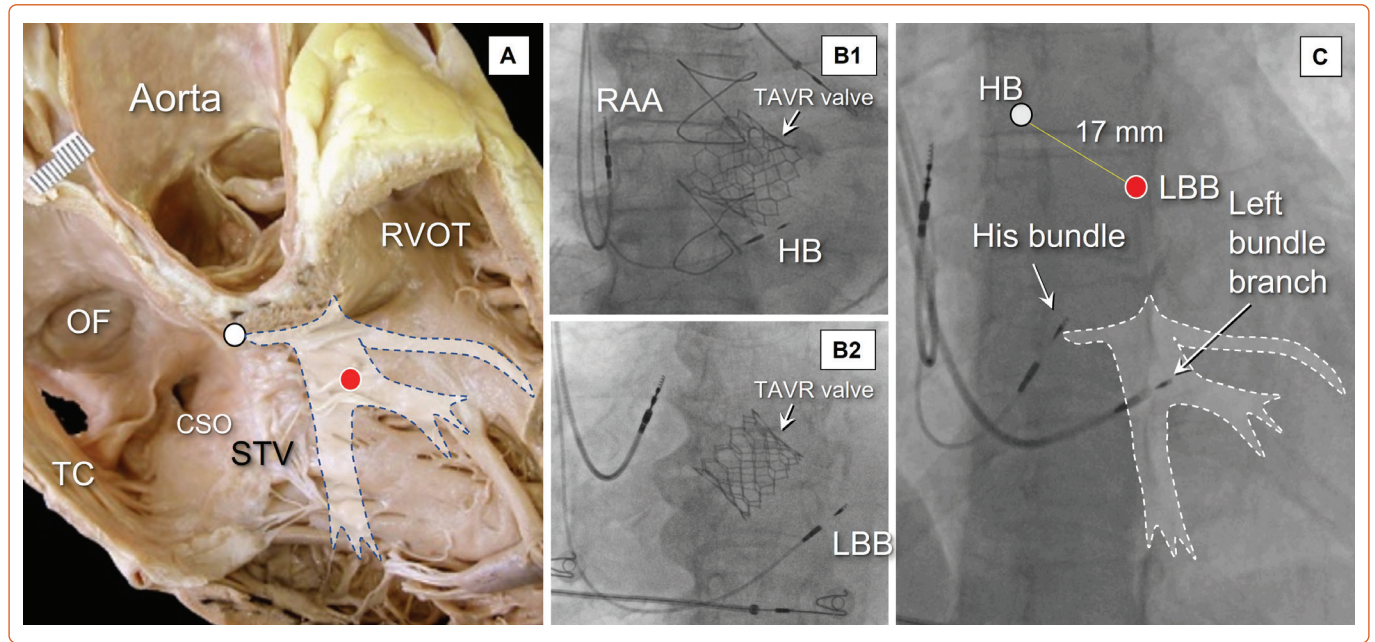 A
Aorta
RVOT
OF
CSO
STV
TC
B1
RAA
TAVR valve
HB
B2
TAVR valve
LBB
C
HB
17 mm
LBB
His bundle
Left
bundle
branch